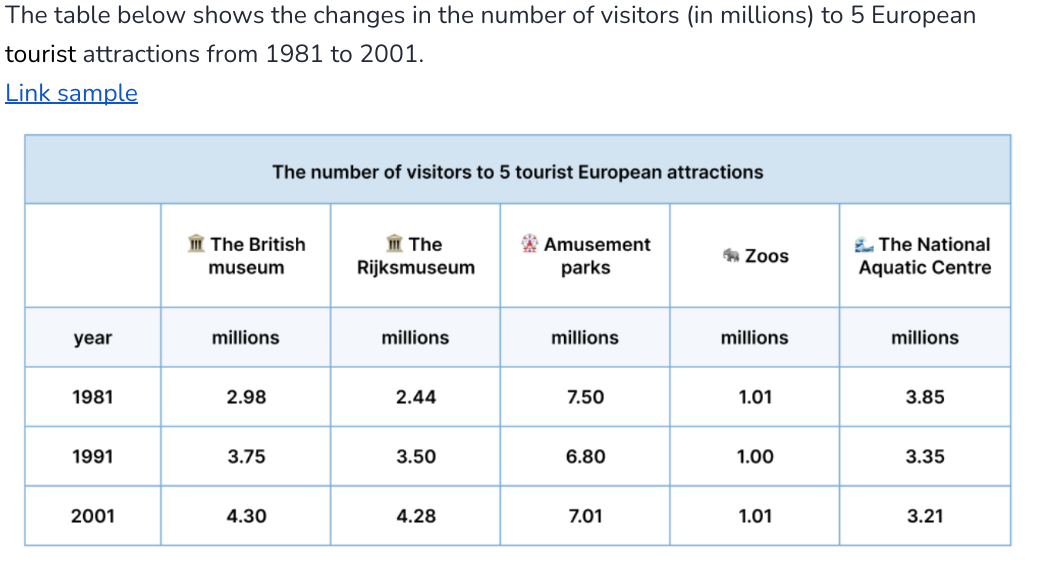 The table below shows the changes in the number of visitors (in millions) to 5 European
tourist attractions from 1981 to 2001.
Link sample
The number of visitors to 5 tourist European attractions
The British museum The Rijksmuseum Amusement parks Zoos The National Aquatic Centre
year millions millions millions millions millions
1981 2.98 2.44 7.50 1.01 3.85
1991 3.75 3.50 6.80 1.00 3.35
2001 4.30 4.28 7.01 1.01 3.21